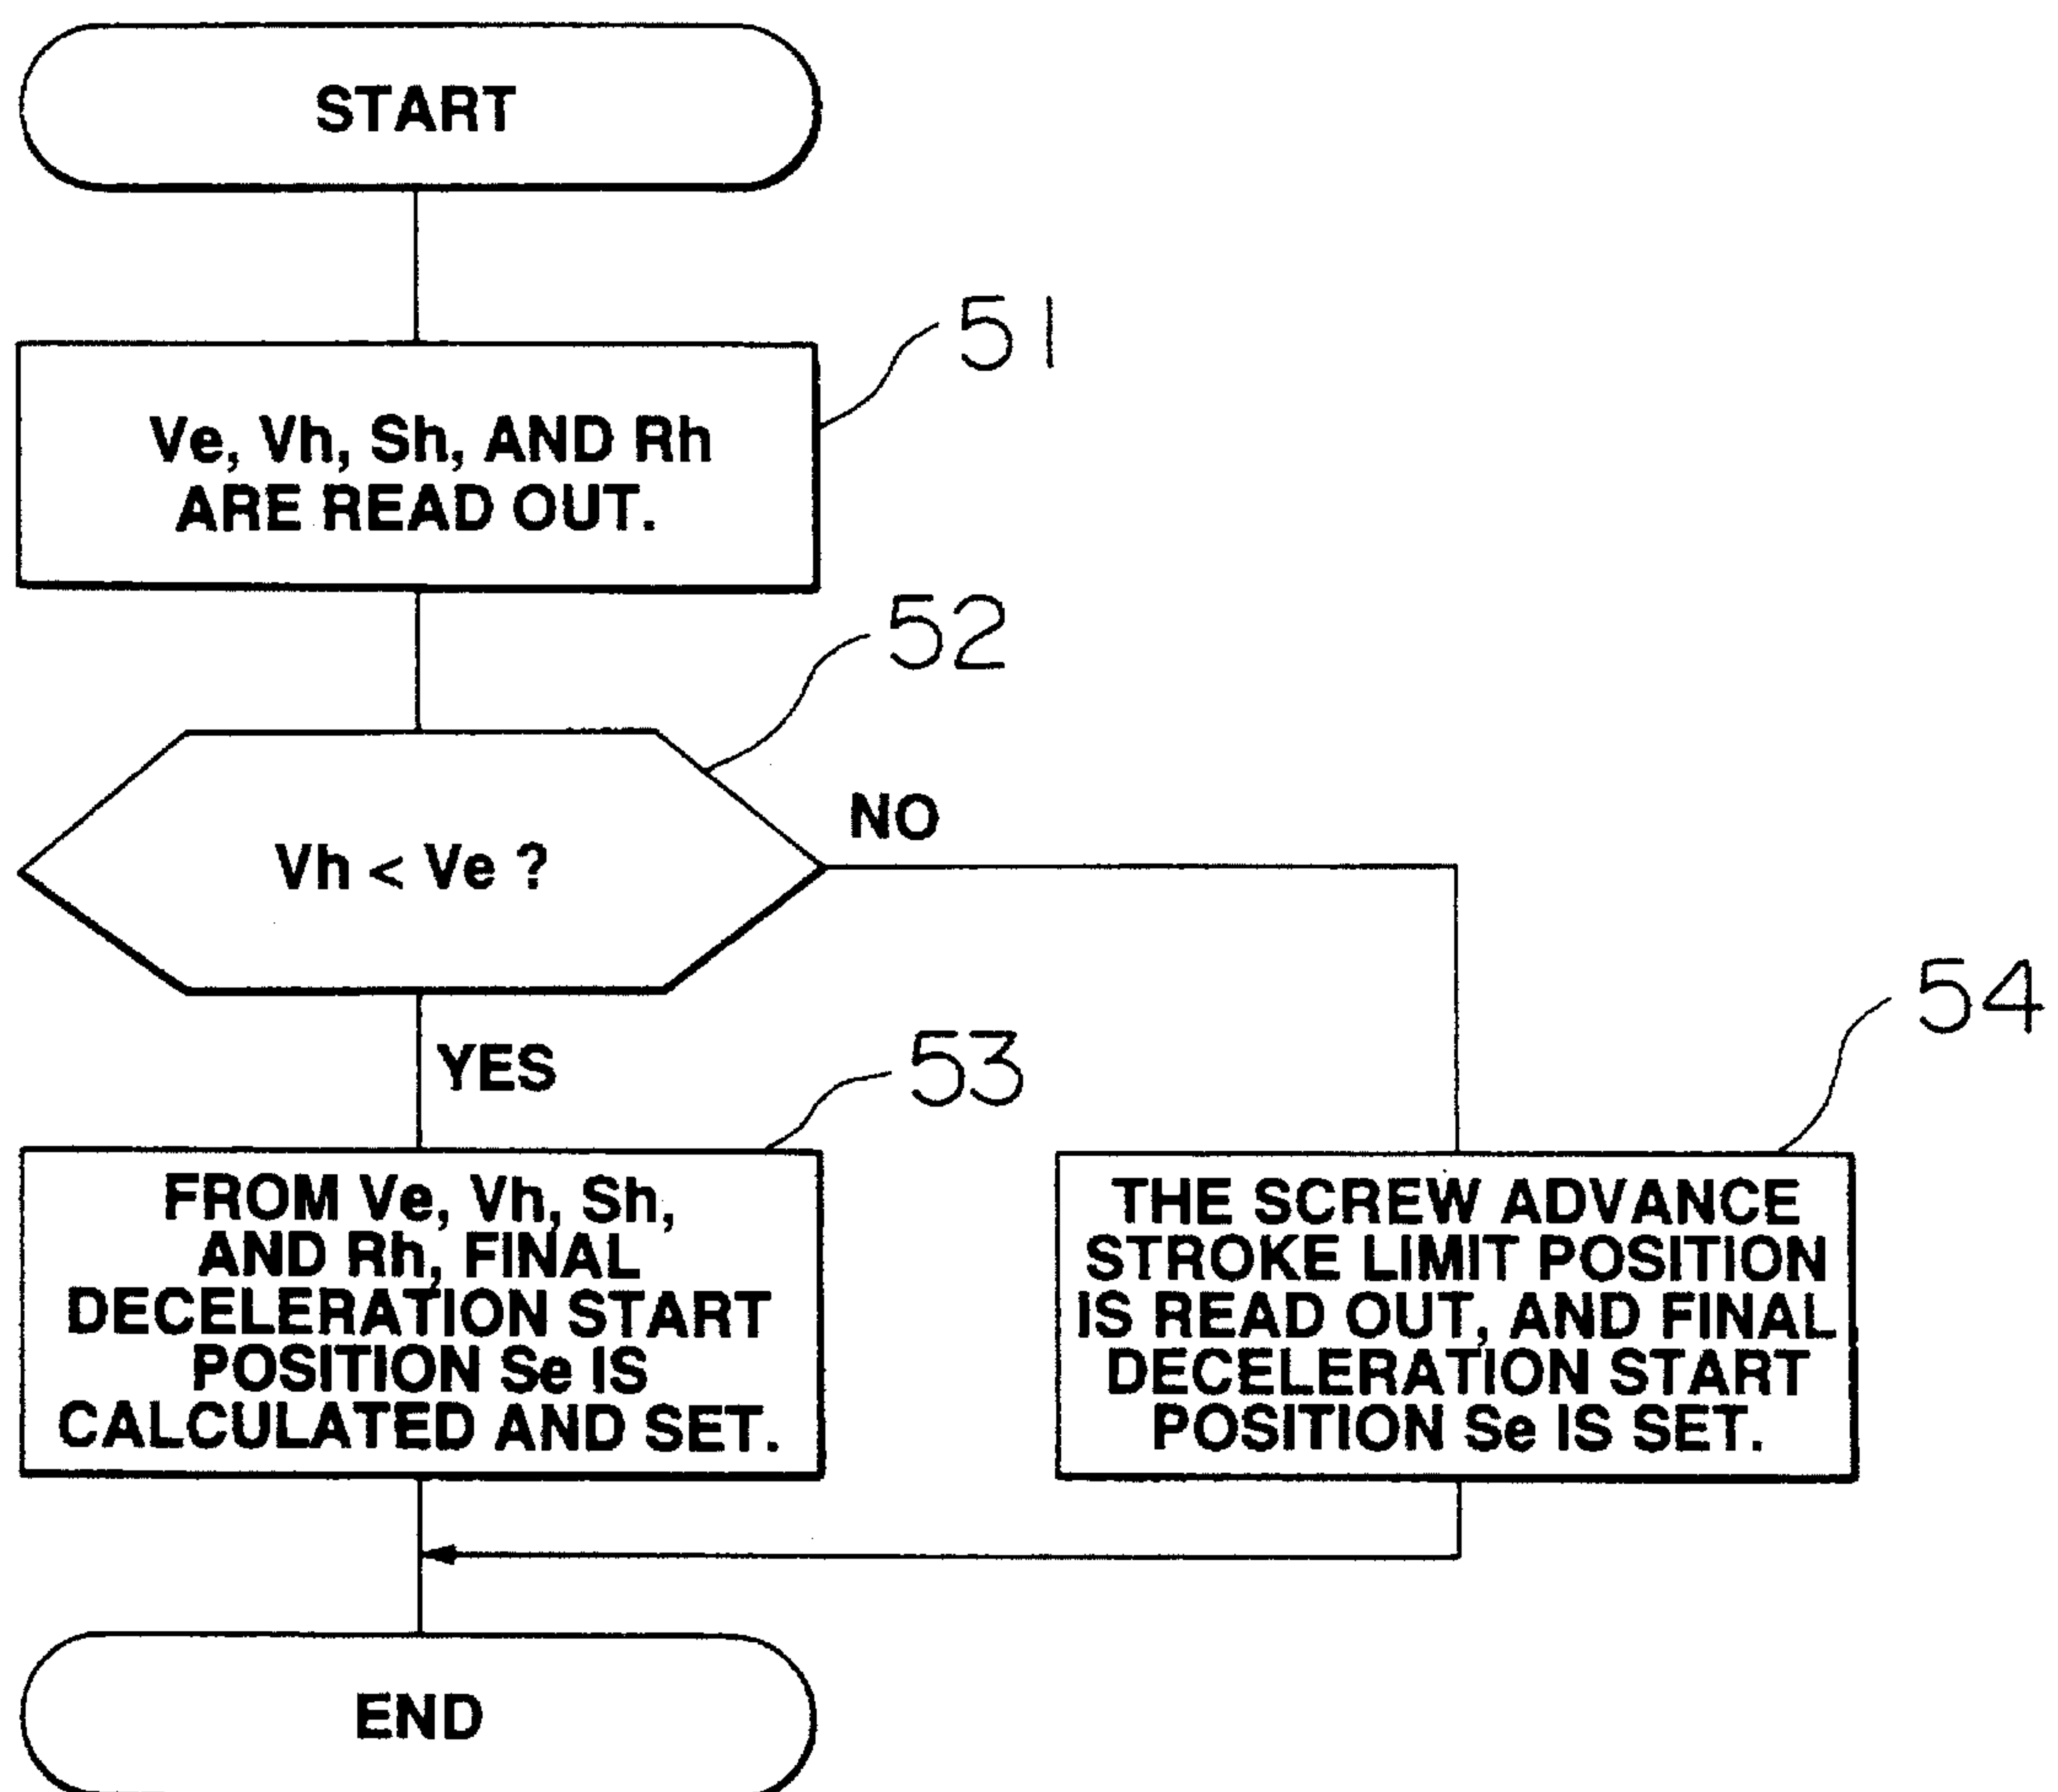 START
51
Ve, Vh, Sh, AND Rh
ARE READ OUT.
52
Vh < Ve ?
NO
YES
53
FROM Ve, Vh, Sh,
AND Rh, FINAL
DECELERATION START
POSITION Se IS
CALCULATED AND SET.
54
THE SCREW ADVANCE
STROKE LIMIT POSITION
IS READ OUT, AND FINAL
DECELERATION START
POSITION Se IS SET.
END